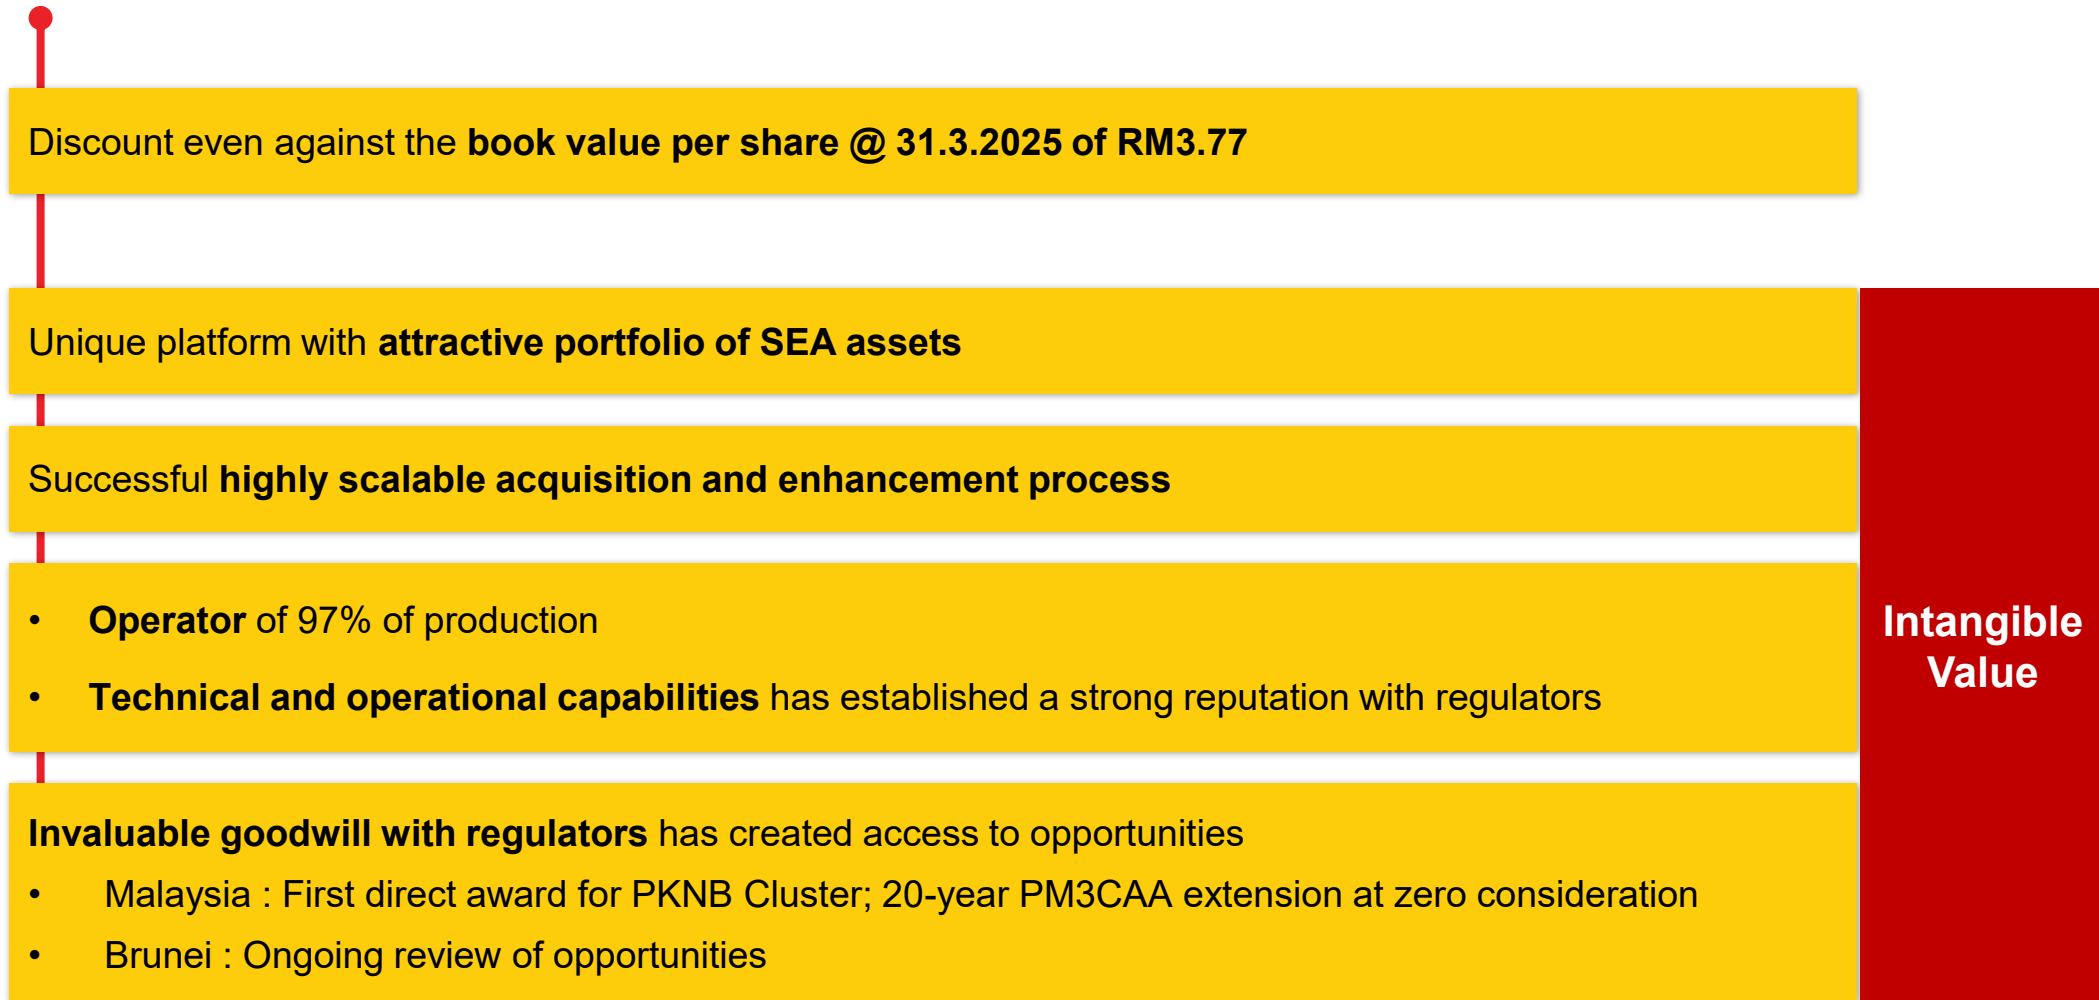 Discount even against the book value per share @ 31.3.2025 of RM3.77
Unique platform with attractive portfolio of SEA assets
Successful highly scalable acquisition and enhancement process
• Operator of 97% of production
• Technical and operational capabilities has established a strong reputation with regulators
Invaluable goodwill with regulators has created access to opportunities
• Malaysia : First direct award for PKNB Cluster; 20-year PM3CAA extension at zero consideration
• Brunei : Ongoing review of opportunities
Intangible
Value